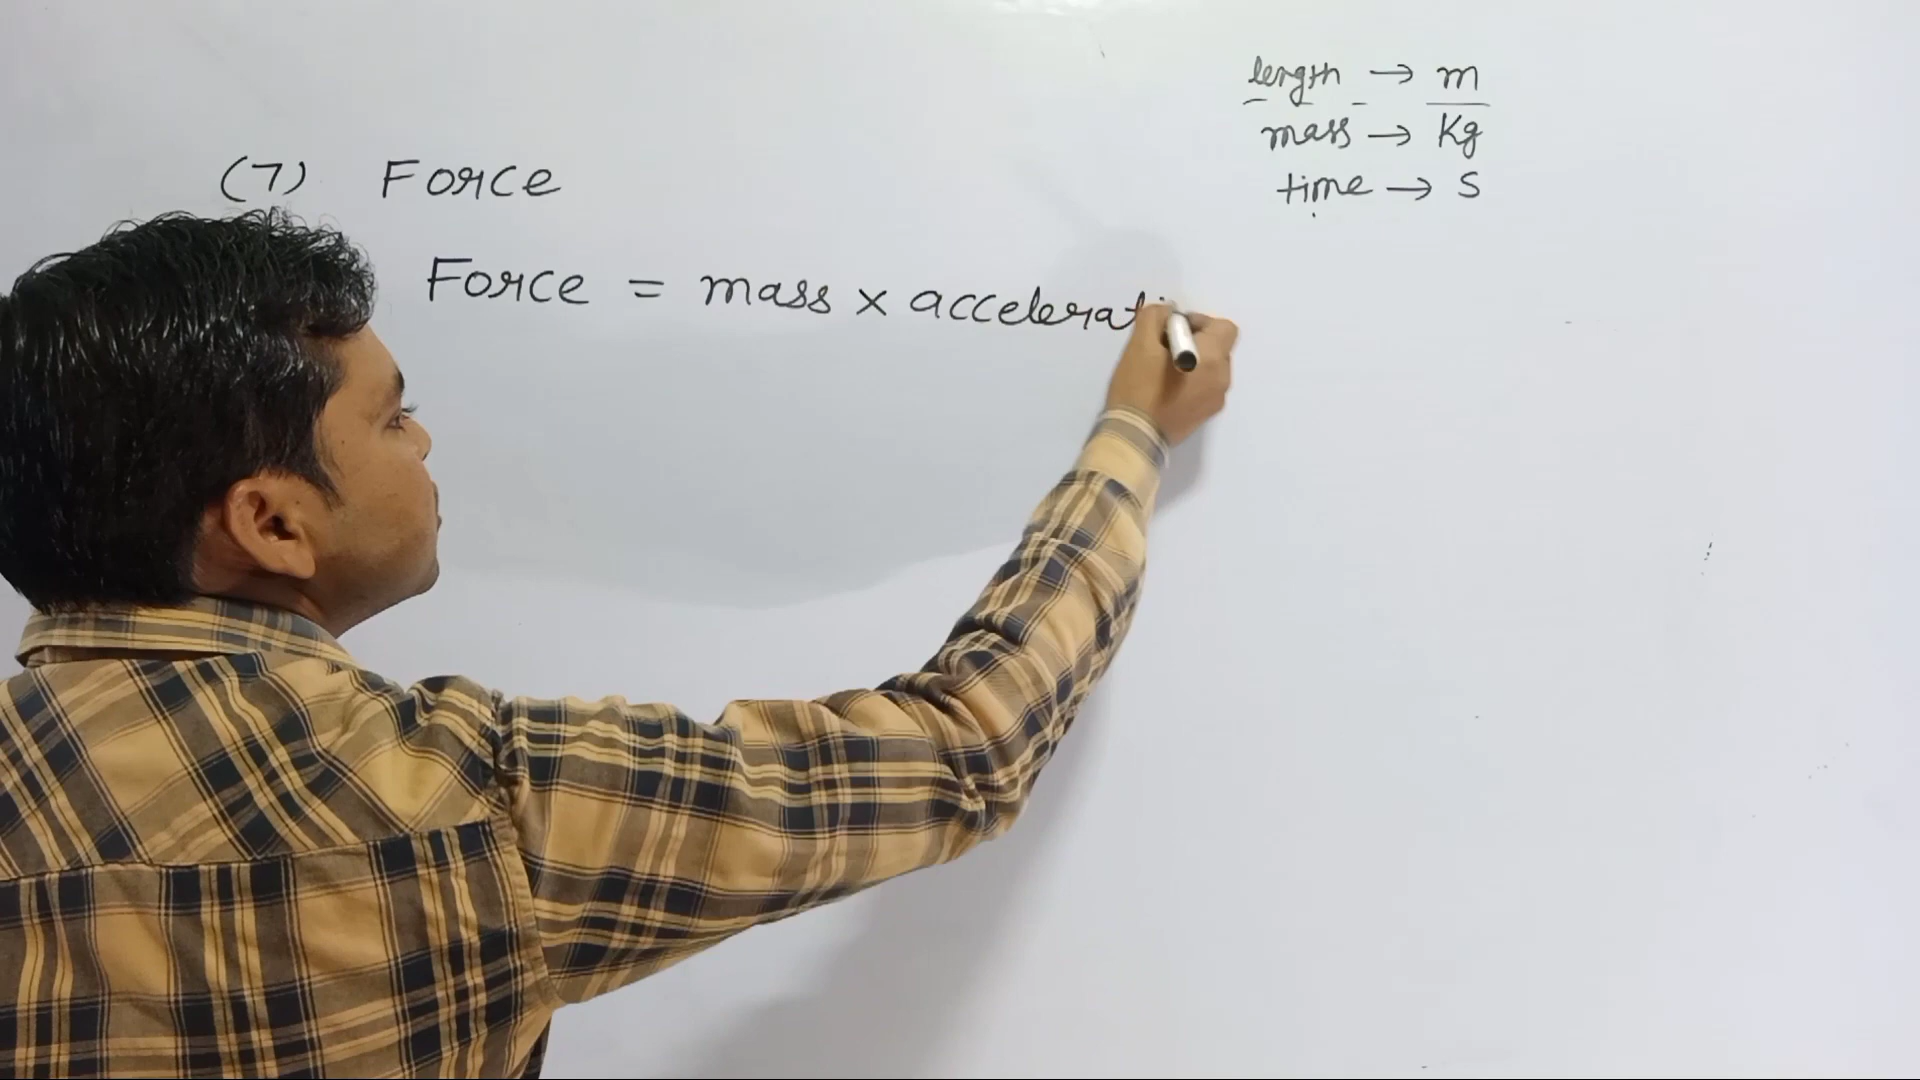 length → m
mass → Kg
time → s
(7) Force
Force = mass × accelerati